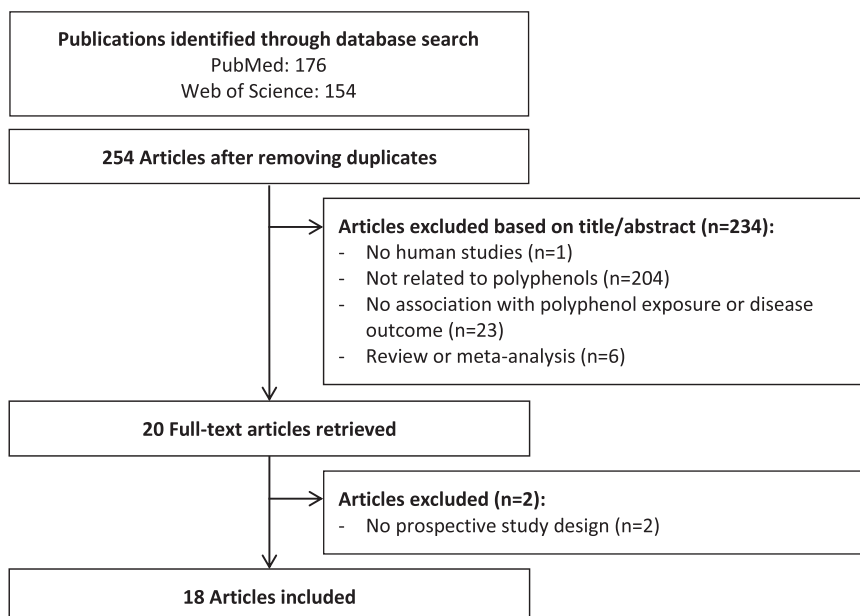 Publications identified through database search
PubMed: 176
Web of Science: 154
254 Articles after removing duplicates
Articles excluded based on title/abstract (n=234):
- No human studies (n=1)
- Not related to polyphenols (n=204)
- No association with polyphenol exposure or disease
outcome (n=23)
- Review or meta-analysis (n=6)
20 Full-text articles retrieved
Articles excluded (n=2):
- No prospective study design (n=2)
18 Articles included